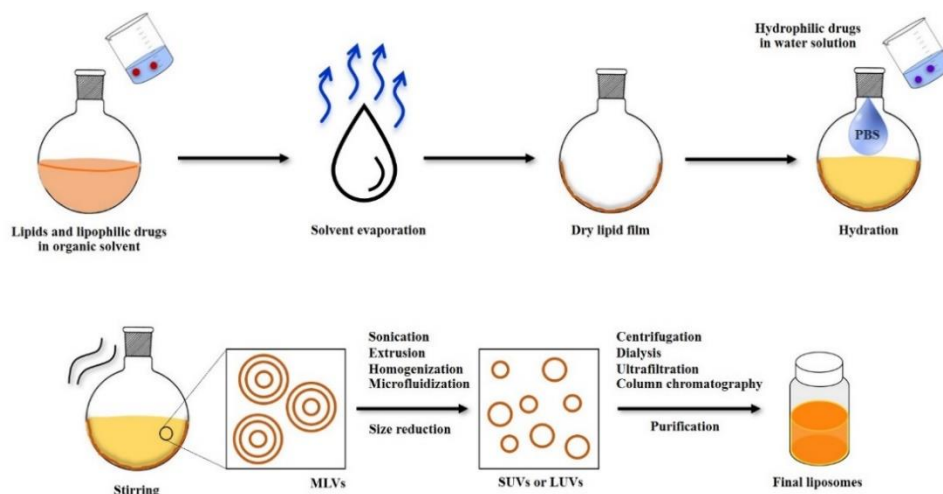 Hydrophilic drugs
in water solution
PBS
Lipids and lipophilic drugs
in organic solvent
Solvent evaporation
Dry lipid film
Hydration
Sonication
Extrusion
Homogenization
Microfluidization
Size reduction
Centrifugation
Dialysis
Ultrafiltration
Column chromatography
Purification
Stirring
MLVs
SUVs or LUVs
Final liposomes